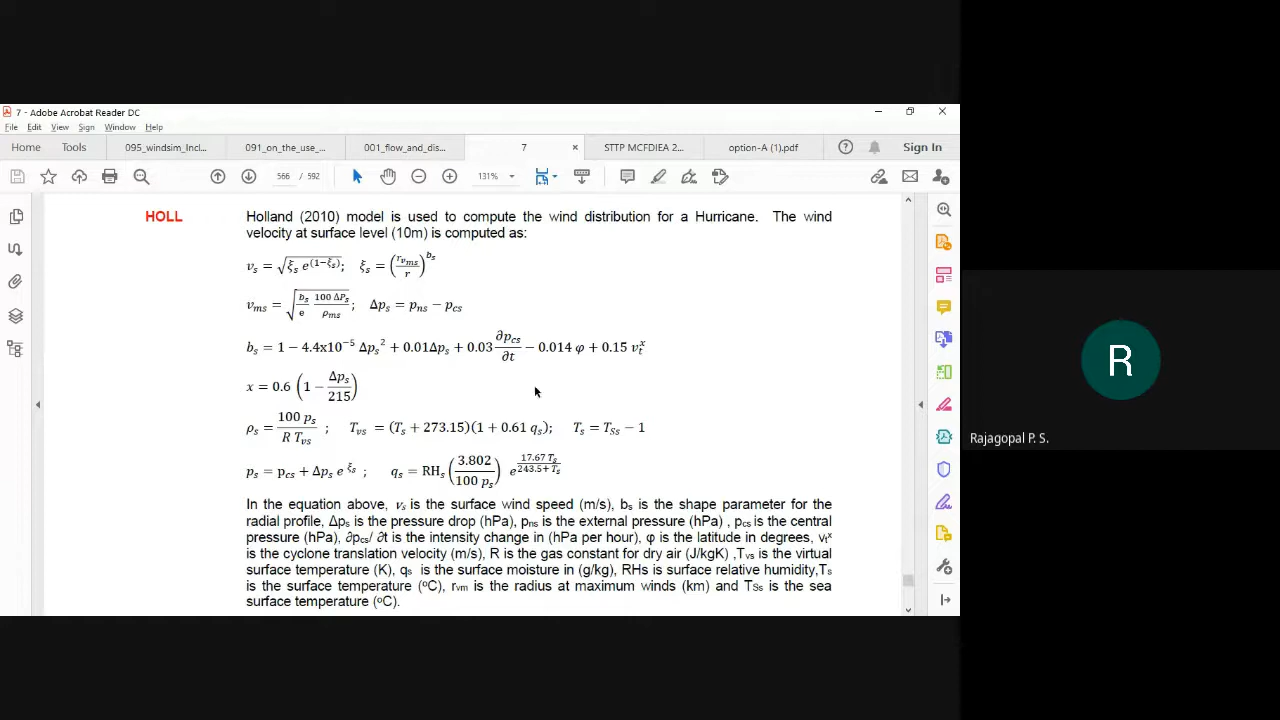 7 - Adobe Acrobat Reader DC
File Edit View Sign Window Help
Home Tools 095_windsim_Incl... 091_on_the_use_... 001_flow_and_dis... 7 × STTP MCFDIEA 2... option-A (1).pdf Sign In
566 / 592 131%
HOLL Holland (2010) model is used to compute the wind distribution for a Hurricane. The wind
velocity at surface level (10m) is computed as:
v_s = √(ξ_s e^(1−ξ_s)); ξ_s = (r_vms/r)^b_s
v_ms = √(b_s/e 100 ΔP_s/ρ_ms); Δp_s = p_ns − p_cs
b_s = 1 − 4.4x10^−5 Δp_s^2 + 0.01Δp_s + 0.03 ∂p_cs/∂t − 0.014 φ + 0.15 v_t^x
x = 0.6 (1 − Δp_s/215)
ρ_s = 100 p_s/R T_vs ; T_vs = (T_s + 273.15)(1 + 0.61 q_s); T_s = T_Ss − 1
p_s = p_cs + Δp_s e^ξ_s ; q_s = RH_s (3.802/100 p_s) e^(17.67 T_s/243.5+T_s)
In the equation above, v_s is the surface wind speed (m/s), b_s is the shape parameter for the
radial profile, Δp_s is the pressure drop (hPa), p_ns is the external pressure (hPa) , p_cs is the central
pressure (hPa), ∂p_cs/ ∂t is the intensity change in (hPa per hour), φ is the latitude in degrees, v_t^x
is the cyclone translation velocity (m/s), R is the gas constant for dry air (J/kgK) ,T_vs is the virtual
surface temperature (K), q_s is the surface moisture in (g/kg), RHs is surface relative humidity,T_s
is the surface temperature (°C), r_vm is the radius at maximum winds (km) and T_Ss is the sea
surface temperature (°C).
R
Rajagopal P. S.